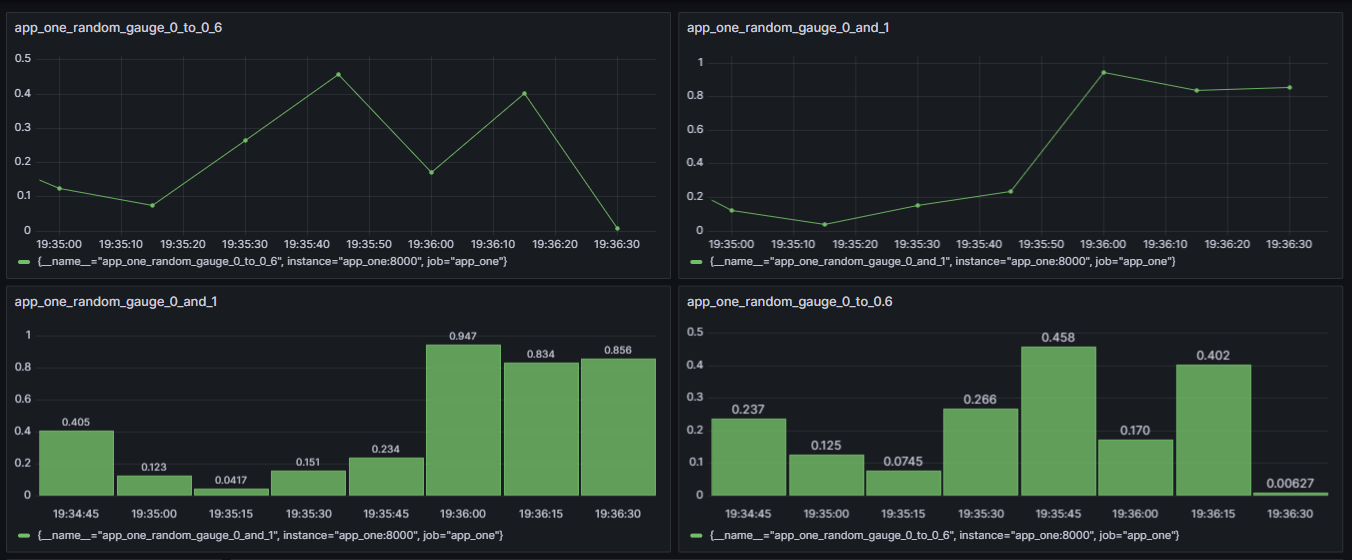 app_one_random_gauge_0_to_0_6
0.5
0.4
0.3
0.2
0.1
0
19:35:00 19:35:10 19:35:20 19:35:30 19:35:40 19:35:50 19:36:00 19:36:10 19:36:20 19:36:30
{__name__="app_one_random_gauge_0_to_0_6", instance="app_one:8000", job="app_one"}
app_one_random_gauge_0_and_1
1
0.8
0.6
0.4
0.2
0
19:35:00 19:35:10 19:35:20 19:35:30 19:35:40 19:35:50 19:36:00 19:36:10 19:36:20 19:36:30
{__name__="app_one_random_gauge_0_and_1", instance="app_one:8000", job="app_one"}
app_one_random_gauge_0_and_1
1
0.8
0.6
0.4
0.2
0
0.405 0.123 0.0417 0.151 0.234 0.947 0.834 0.856
19:34:45 19:35:00 19:35:15 19:35:30 19:35:45 19:36:00 19:36:15 19:36:30
{__name__="app_one_random_gauge_0_and_1", instance="app_one:8000", job="app_one"}
app_one_random_gauge_0_to_0.6
0.5
0.4
0.3
0.2
0.1
0
0.237 0.125 0.0745 0.266 0.458 0.170 0.402 0.00627
19:34:45 19:35:00 19:35:15 19:35:30 19:35:45 19:36:00 19:36:15 19:36:30
{__name__="app_one_random_gauge_0_to_0_6", instance="app_one:8000", job="app_one"}